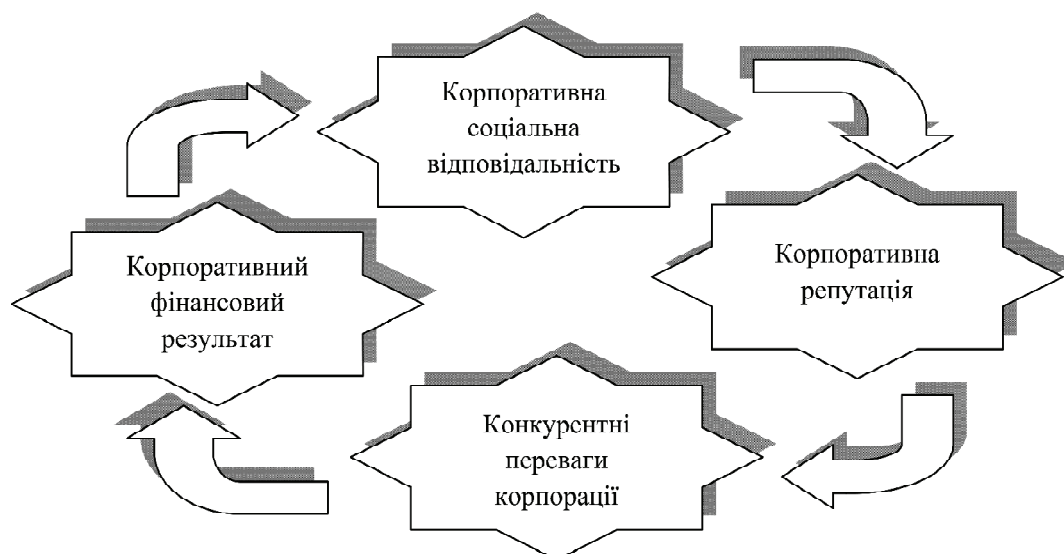 Корпоративна
соціальна
відповідальність
Корпоративна
репутація
Корпоративний
фінансовий
результат
Конкурентні
переваги
корпорації